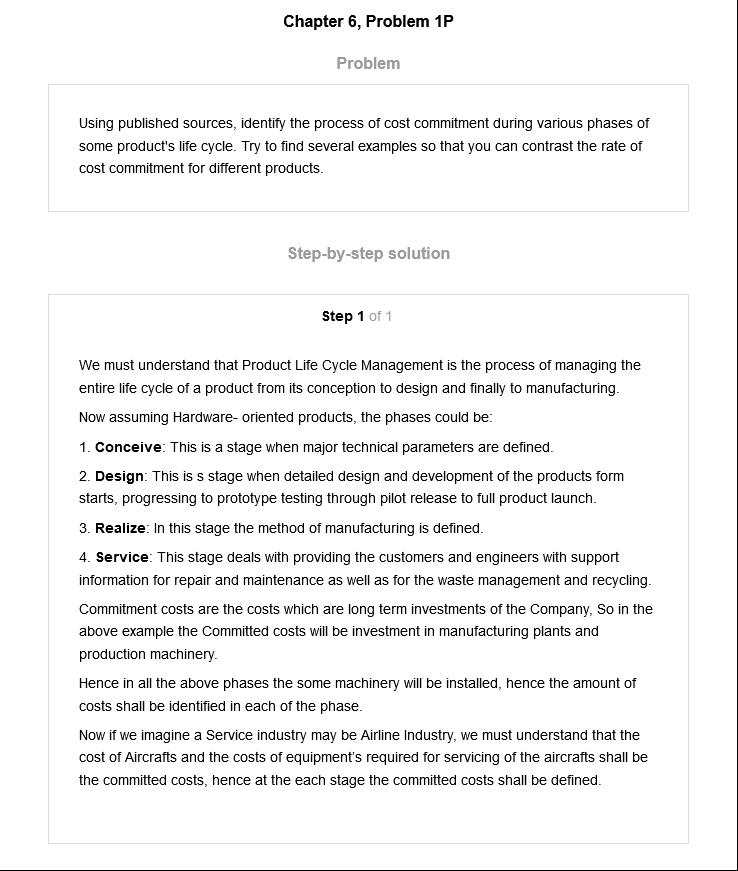 Chapter 6, Problem 1P
Problem
Using published sources, identify the process of cost commitment during various phases of
some product's life cycle. Try to find several examples so that you can contrast the rate of
cost commitment for different products.
Step-by-step solution
Step 1 of 1
We must understand that Product Life Cycle Management is the process of managing the
entire life cycle of a product from its conception to design and finally to manufacturing.
Now assuming Hardware- oriented products, the phases could be:
1. Conceive: This is a stage when major technical parameters are defined.
2. Design: This is s stage when detailed design and development of the products form
starts, progressing to prototype testing through pilot release to full product launch.
3. Realize: In this stage the method of manufacturing is defined.
4. Service: This stage deals with providing the customers and engineers with support
information for repair and maintenance as well as for the waste management and recycling.
Commitment costs are the costs which are long term investments of the Company, So in the
above example the Committed costs will be investment in manufacturing plants and
production machinery.
Hence in all the above phases the some machinery will be installed, hence the amount of
costs shall be identified in each of the phase.
Now if we imagine a Service industry may be Airline Industry, we must understand that the
cost of Aircrafts and the costs of equipment's required for servicing of the aircrafts shall be
the committed costs, hence at the each stage the committed costs shall be defined.